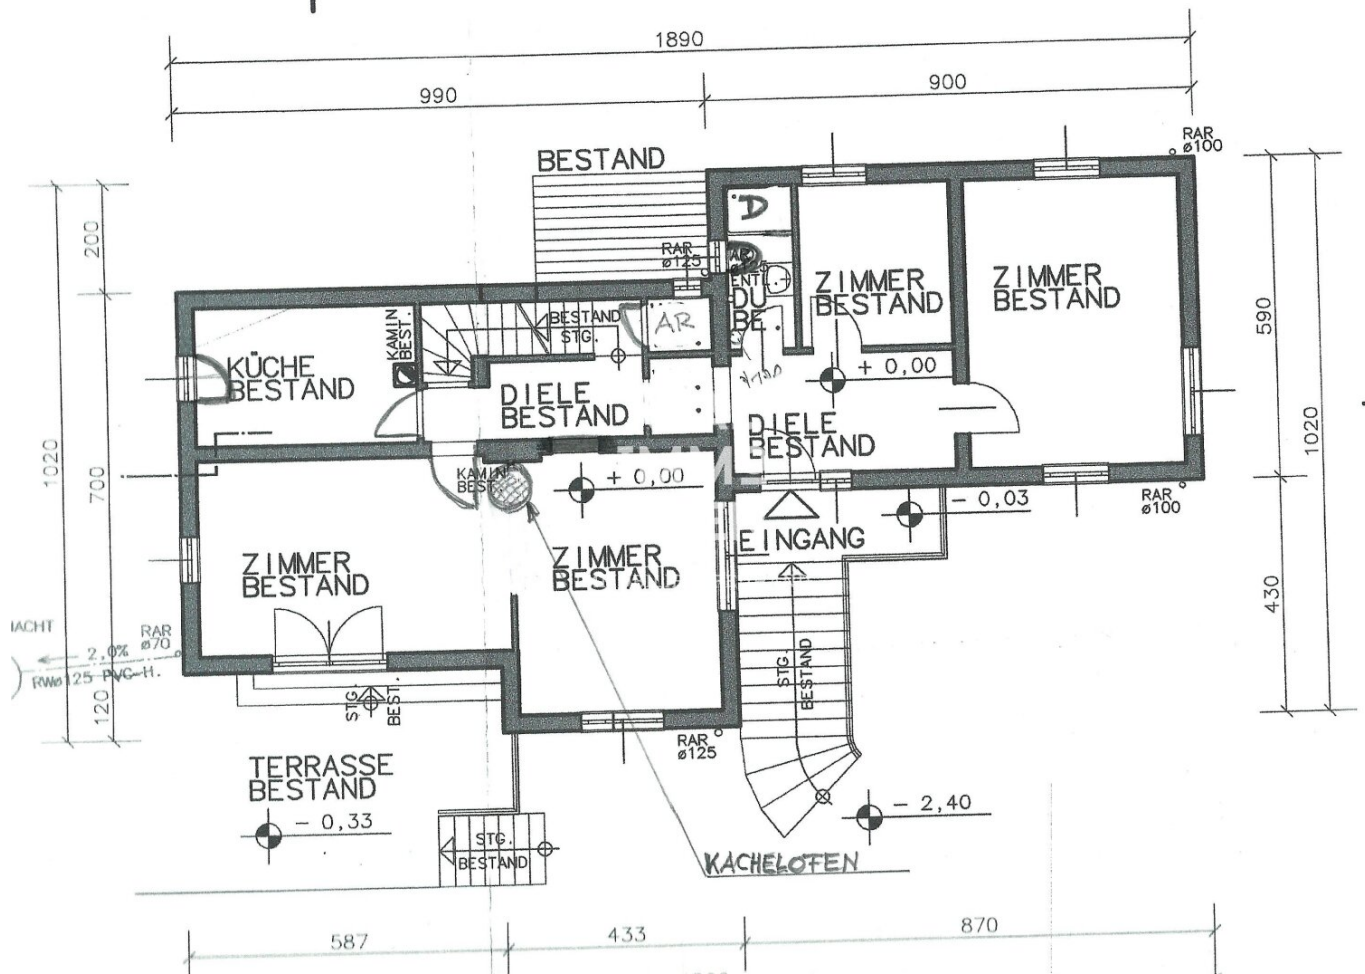 1890
990
900
BESTAND
RAR
ø100
200
RAR
ø125
D
ENTL.
DU
BE
ZIMMER
BESTAND
ZIMMER
BESTAND
590
1020
KAMIN
BEST.
BESTAND
STG.
AR
KÜCHE
BESTAND
+ 0,00
DIELE
BESTAND
DIELE
BESTAND
1020
700
KAMIN
BEST.
+ 0,00
- 0,03
RAR
ø100
EINGANG
ZIMMER
BESTAND
ZIMMER
BESTAND
430
RAR
ø70
2,0%
RWø125 PVC-H.
120
STG.
BEST.
STG.
BESTAND
RAR
ø125
TERRASSE
BESTAND
- 0,33
- 2,40
STG.
BESTAND
KACHELOFEN
587
433
870